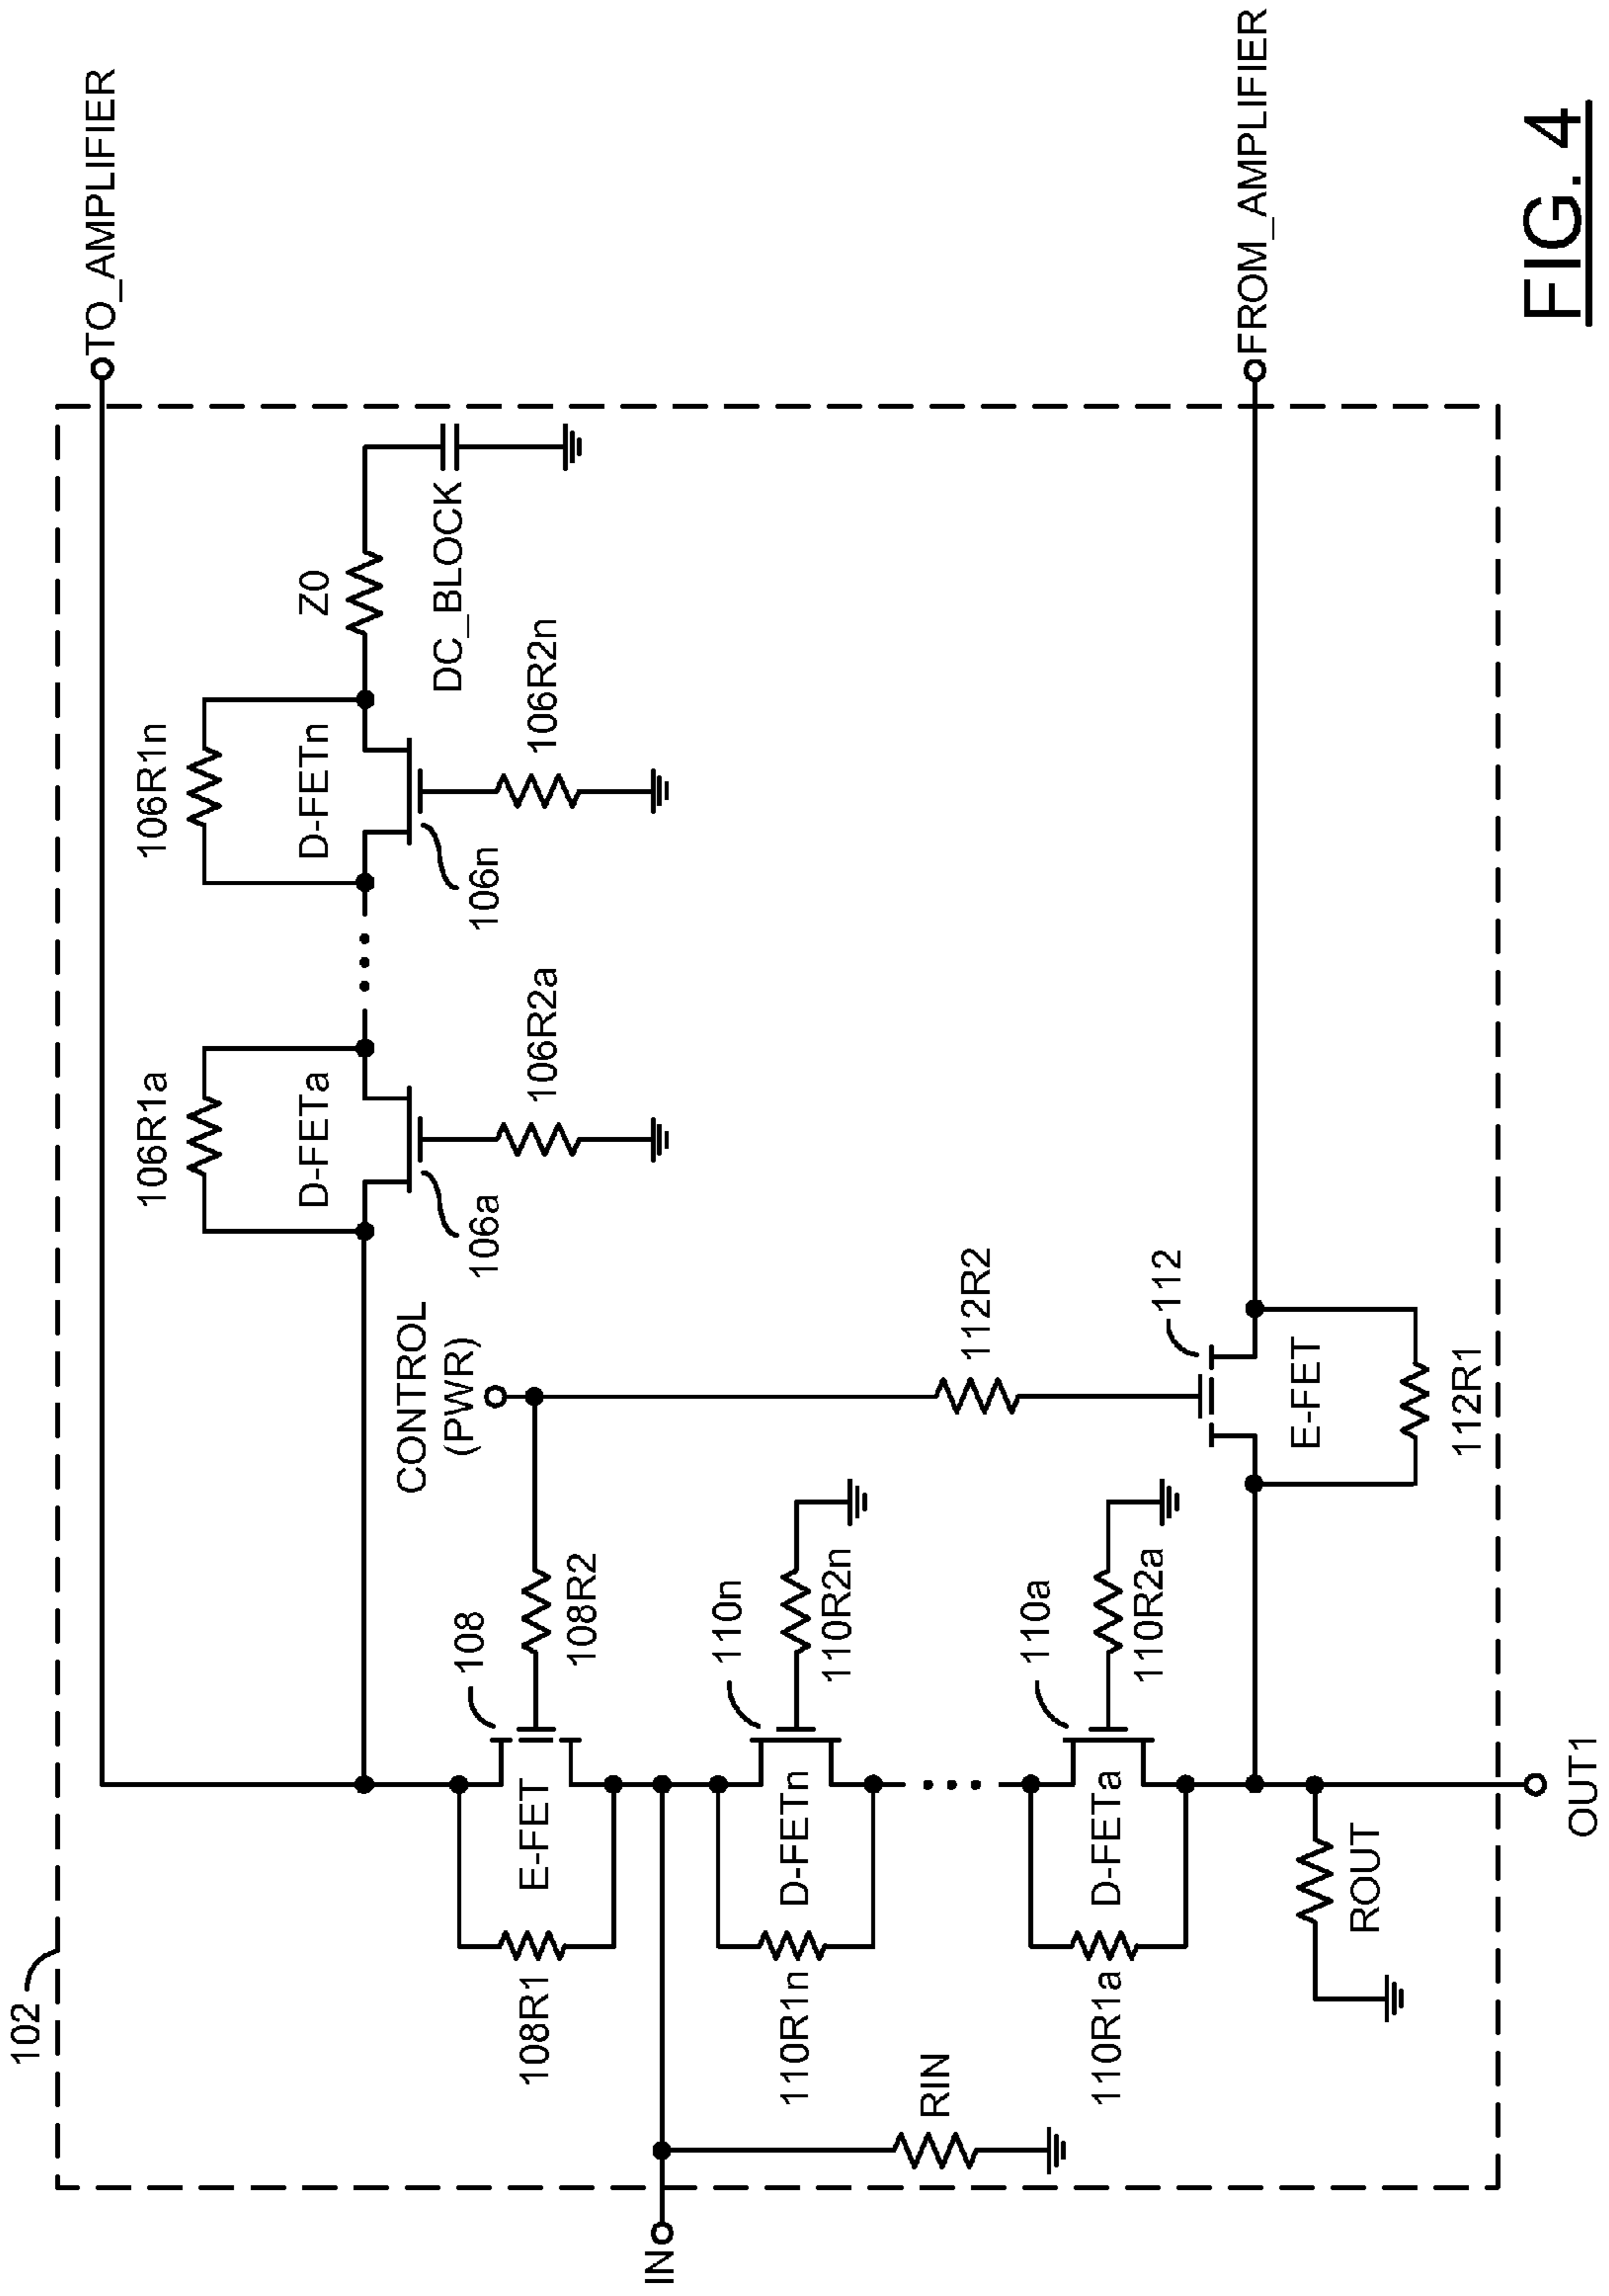 102
TO_AMPLIFIER
106R1a
106R1n
D-FETa
D-FETn
Z0
106a
106n
DC_BLOCK
106R2a
106R2n
CONTROL
(PWR)
108
108R1
E-FET
108R2
IN
110n
110R1n
D-FETn
110R2n
RIN
112R2
110a
110R1a
D-FETa
110R2a
112
FROM_AMPLIFIER
E-FET
ROUT
112R1
OUT1
FIG. 4